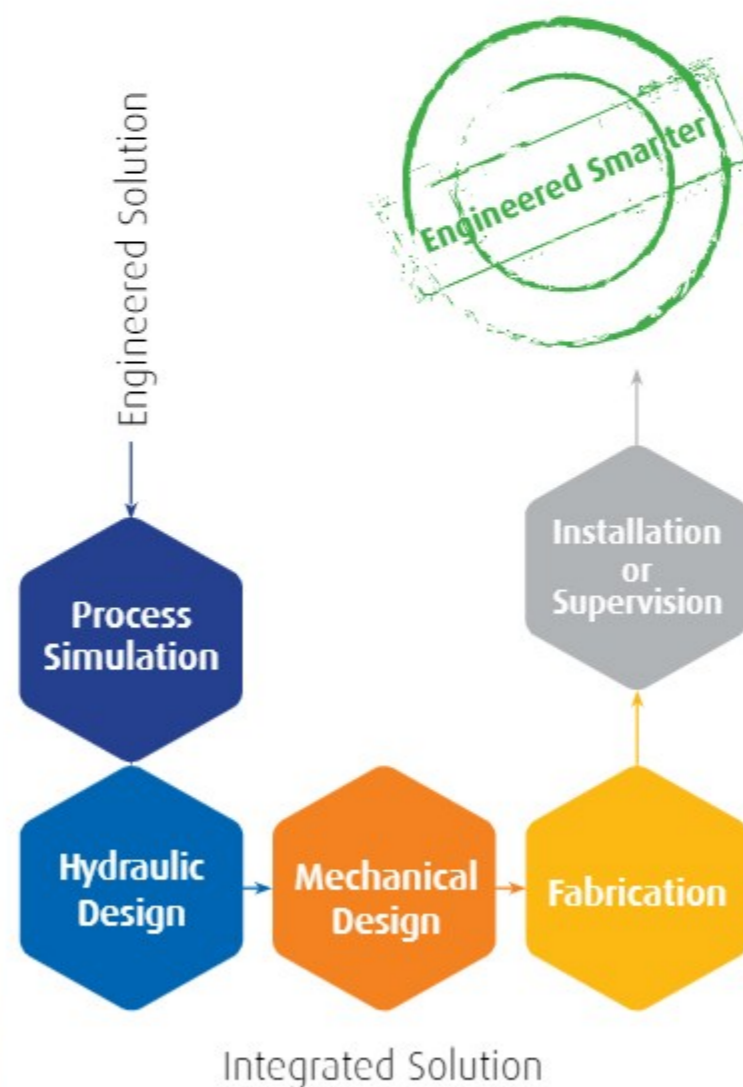 Engineered Solution
Engineered Smarter
Process
Simulation
Installation
or
Supervision
Hydraulic
Design
Mechanical
Design
Fabrication
Integrated Solution